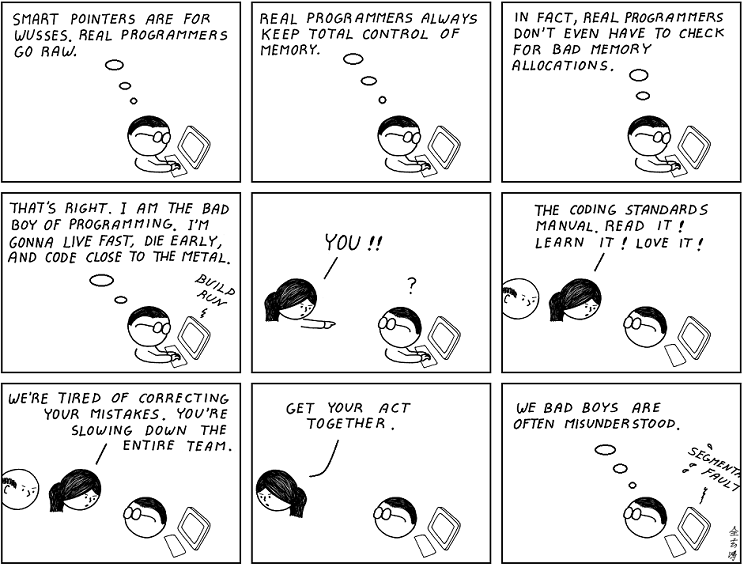 SMART POINTERS ARE FOR
WUSSES. REAL PROGRAMMERS
GO RAW.
REAL PROGRAMMERS ALWAYS
KEEP TOTAL CONTROL OF
MEMORY.
IN FACT, REAL PROGRAMMERS
DON'T EVEN HAVE TO CHECK
FOR BAD MEMORY
ALLOCATIONS.
THAT'S RIGHT. I AM THE BAD
BOY OF PROGRAMMING. I'M
GONNA LIVE FAST, DIE EARLY,
AND CODE CLOSE TO THE METAL.
BUILD
RUN
YOU!!
?
THE CODING STANDARDS
MANUAL. READ IT!
LEARN IT! LOVE IT!
WE'RE TIRED OF CORRECTING
YOUR MISTAKES. YOU'RE
SLOWING DOWN THE
ENTIRE TEAM.
GET YOUR ACT
TOGETHER.
WE BAD BOYS ARE
OFTEN MISUNDERSTOOD.
SEGMENTA
FAULT